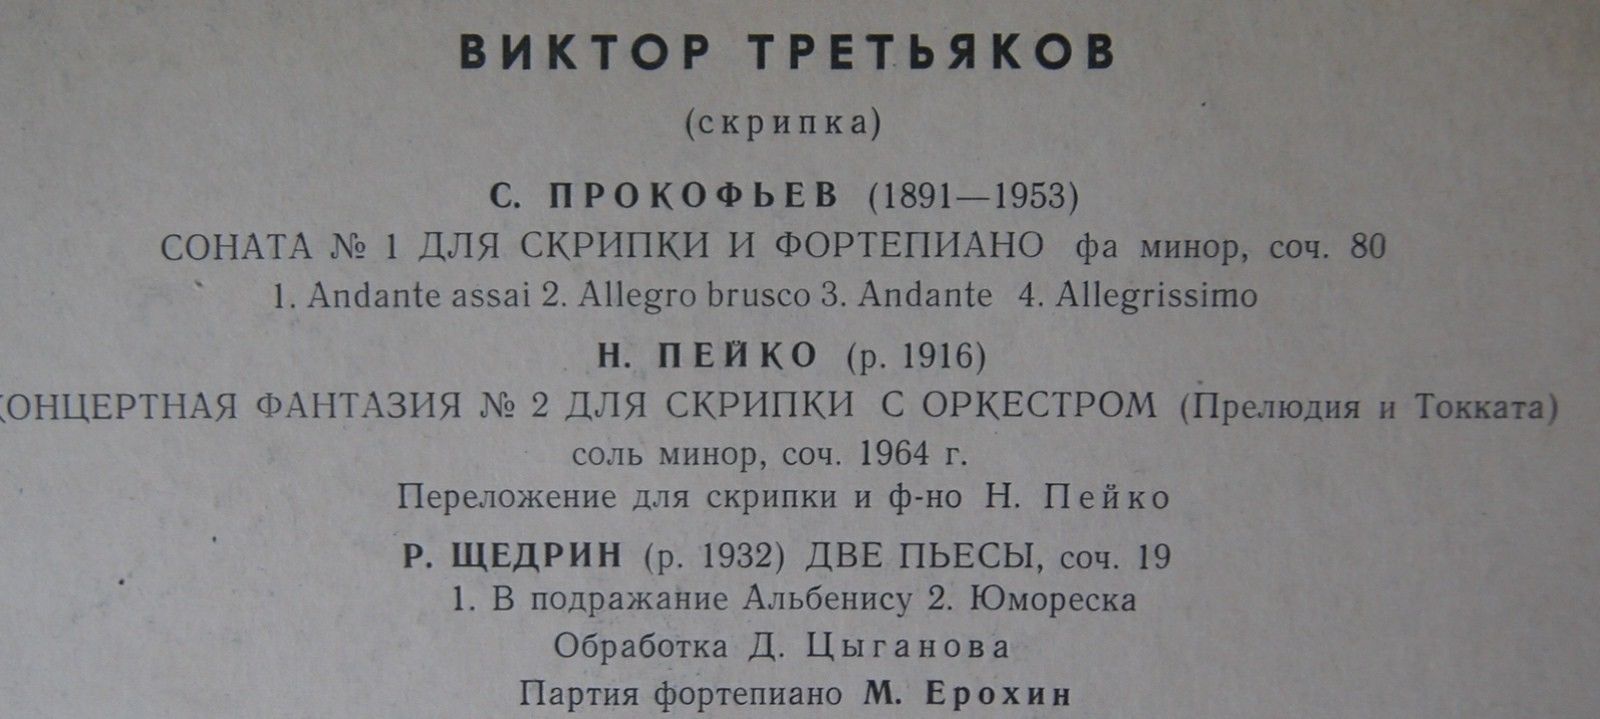 ВИКТОР ТРЕТЬЯКОВ
(скрипка)
С. ПРОКОФЬЕВ (1891—1953)
СОНАТА № 1 ДЛЯ СКРИПКИ И ФОРТЕПИАНО фа минор, соч. 80
1. Andante assai 2. Allegro brusco 3. Andante 4. Allegrissimo
Н. ПЕЙКО (р. 1916)
КОНЦЕРТНАЯ ФАНТАЗИЯ № 2 ДЛЯ СКРИПКИ С ОРКЕСТРОМ (Прелюдия и Токката)
соль минор, соч. 1964 г.
Переложение для скрипки и ф-но Н. Пейко
Р. ЩЕДРИН (р. 1932) ДВЕ ПЬЕСЫ, соч. 19
1. В подражание Альбенису 2. Юмореска
Обработка Д. Цыганова
Партия фортепиано М. Ерохин